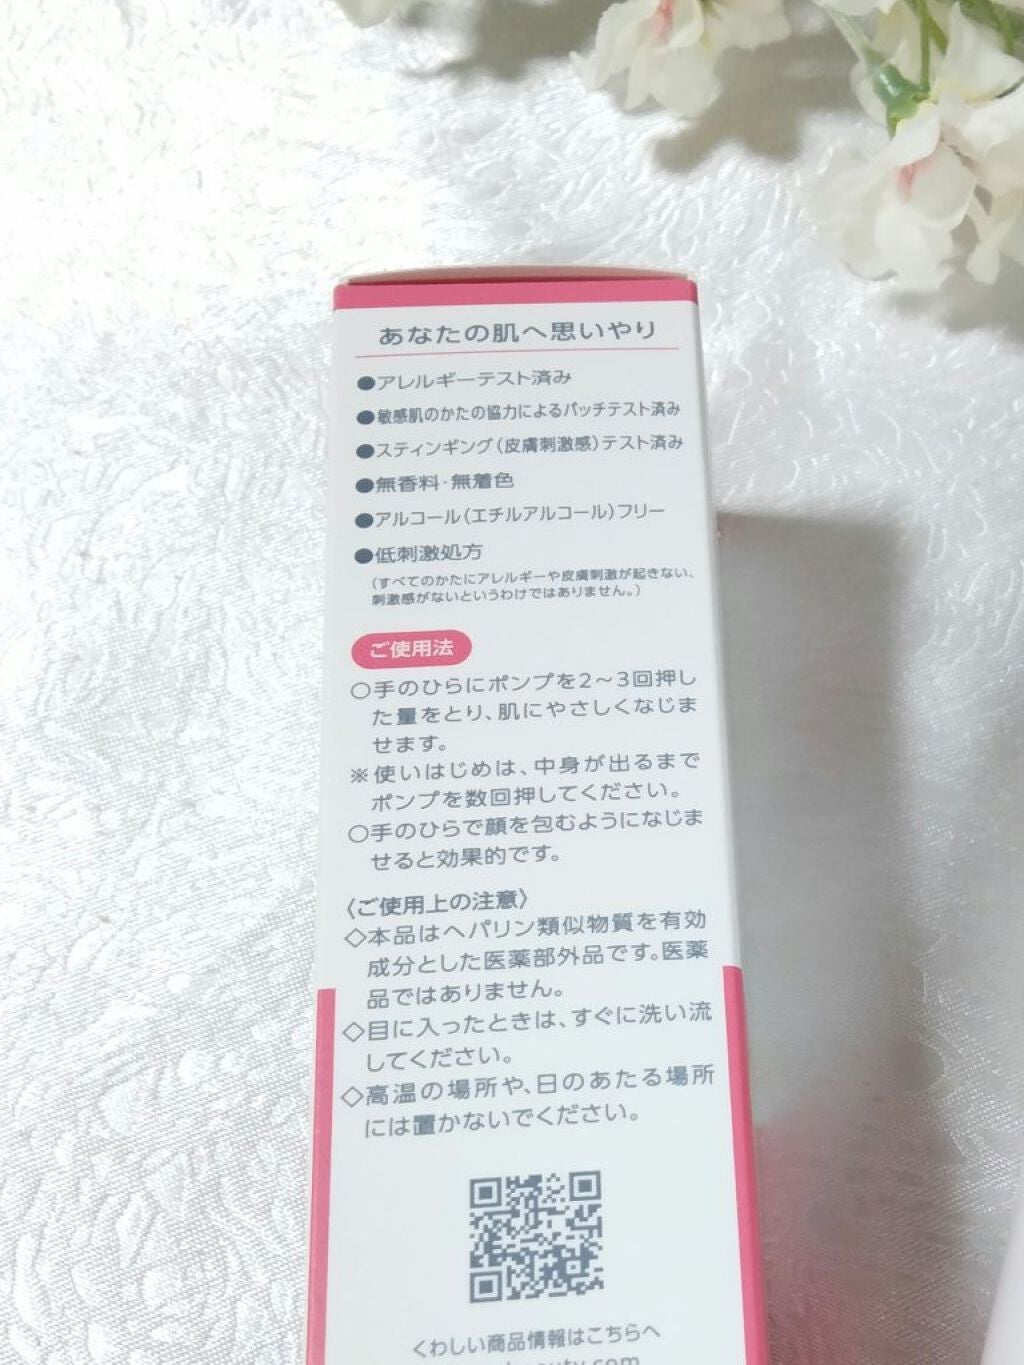 あなたの肌へ思いやり
●アレルギーテスト済み
●敏感肌のかたの協力によるパッチテスト済み
●スティンギング(皮膚刺激感)テスト済み
●無香料・無着色
●アルコール(エチルアルコール)フリー
●低刺激処方
(すべてのかたにアレルギーや皮膚刺激が起きない、
刺激感がないというわけではありません。)
ご使用法
○手のひらにポンプを2～3回押し
た量をとり、肌にやさしくなじま
せます。
※使いはじめは、中身が出るまで
ポンプを数回押してください。
○手のひらで顔を包むようになじま
せると効果的です。
〈ご使用上の注意〉
◇本品はヘパリン類似物質を有効
成分とした医薬部外品です。医薬
品ではありません。
◇目に入ったときは、すぐに洗い流
してください。
◇高温の場所や、日のあたる場所
には置かないでください。
くわしい商品情報はこちらへ